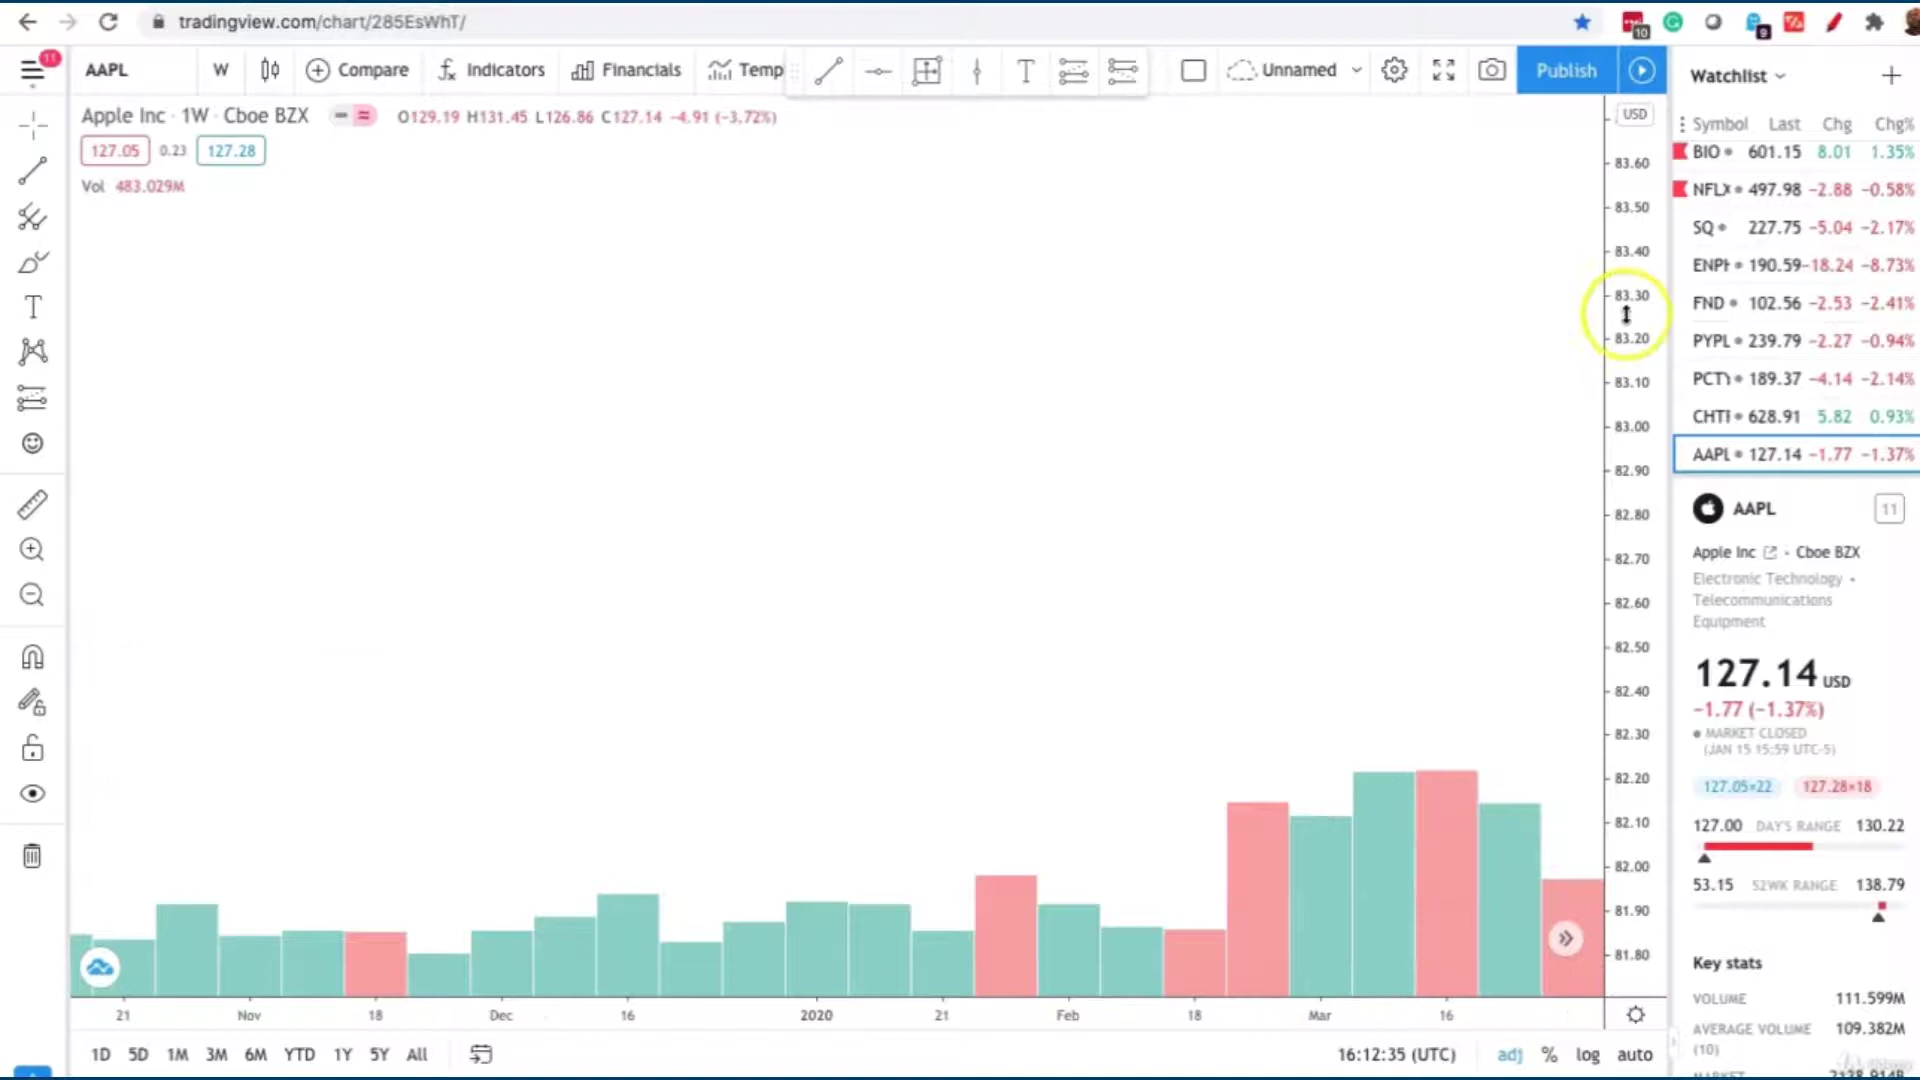 tradingview.com/chart/285EsWhT/
10
9
11
AAPL
W
Compare
Indicators
Financials
Temp
T
Unnamed
Publish
Watchlist
Apple Inc · 1W · Cboe BZX
O129.19 H131.45 L126.86 C127.14 −4.91 (−3.72%)
127.05 0.23 127.28
Vol 483.029M
USD
83.60
83.50
83.40
83.30
83.20
83.10
83.00
82.90
82.80
82.70
82.60
82.50
82.40
82.30
82.20
82.10
82.00
81.90
81.80
Symbol Last Chg Chg%
BIO 601.15 8.01 1.35%
NFLX 497.98 −2.88 −0.58%
SQ 227.75 −5.04 −2.17%
ENPH 190.59 −18.24 −8.73%
FND 102.56 −2.53 −2.41%
PYPL 239.79 −2.27 −0.94%
PCTY 189.37 −4.14 −2.14%
CHTR 628.91 5.82 0.93%
AAPL 127.14 −1.77 −1.37%
AAPL
11
Apple Inc · Cboe BZX
Electronic Technology •
Telecommunications
Equipment
127.14 USD
−1.77 (−1.37%)
MARKET CLOSED
(JAN 15 15:59 UTC-5)
127.05×22 127.28×18
127.00 DAY'S RANGE 130.22
53.15 52WK RANGE 138.79
Key stats
VOLUME 111.599M
AVERAGE VOLUME 109.382M
(10)
21 Nov 18 Dec 16 2020 21 Feb 18 Mar 16
1D 5D 1M 3M 6M YTD 1Y 5Y All
16:12:35 (UTC) adj % log auto